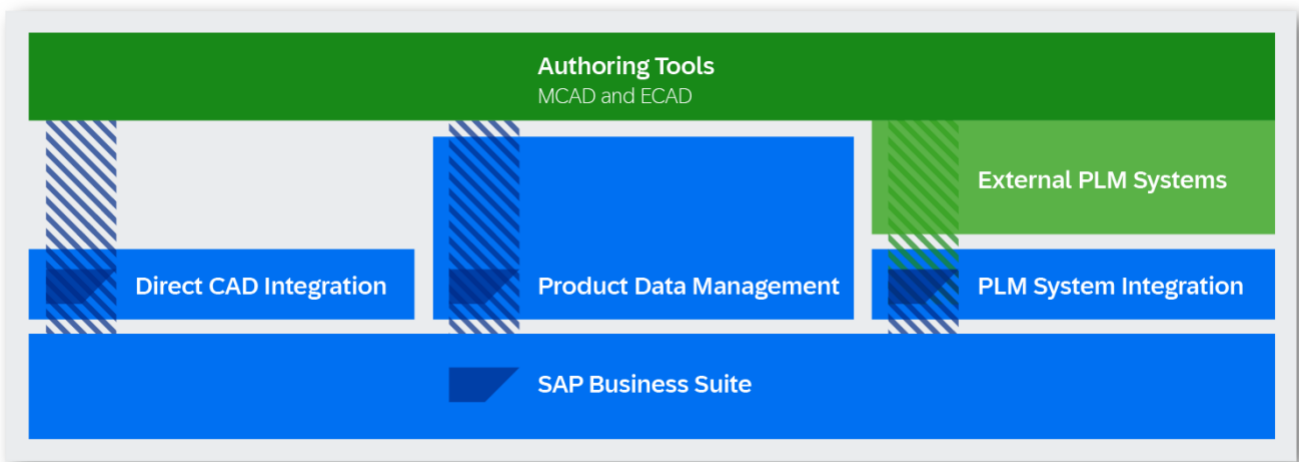 Authoring Tools
MCAD and ECAD
External PLM Systems
Direct CAD Integration
Product Data Management
PLM System Integration
SAP Business Suite